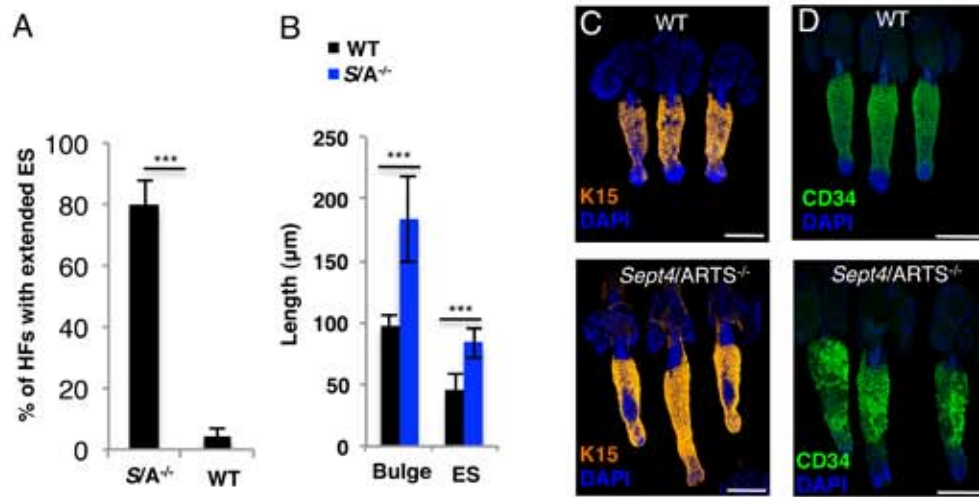 A
% of HFs with extended ES
100
80
60
40
20
0
***
S/A-/-
WT
B
WT
S/A-/-
Length (µm)
250
200
150
100
50
0
***
***
Bulge
ES
C
WT
K15
DAPI
D
WT
CD34
DAPI
Sept4/ARTS-/-
K15
DAPI
Sept4/ARTS-/-
CD34
DAPI